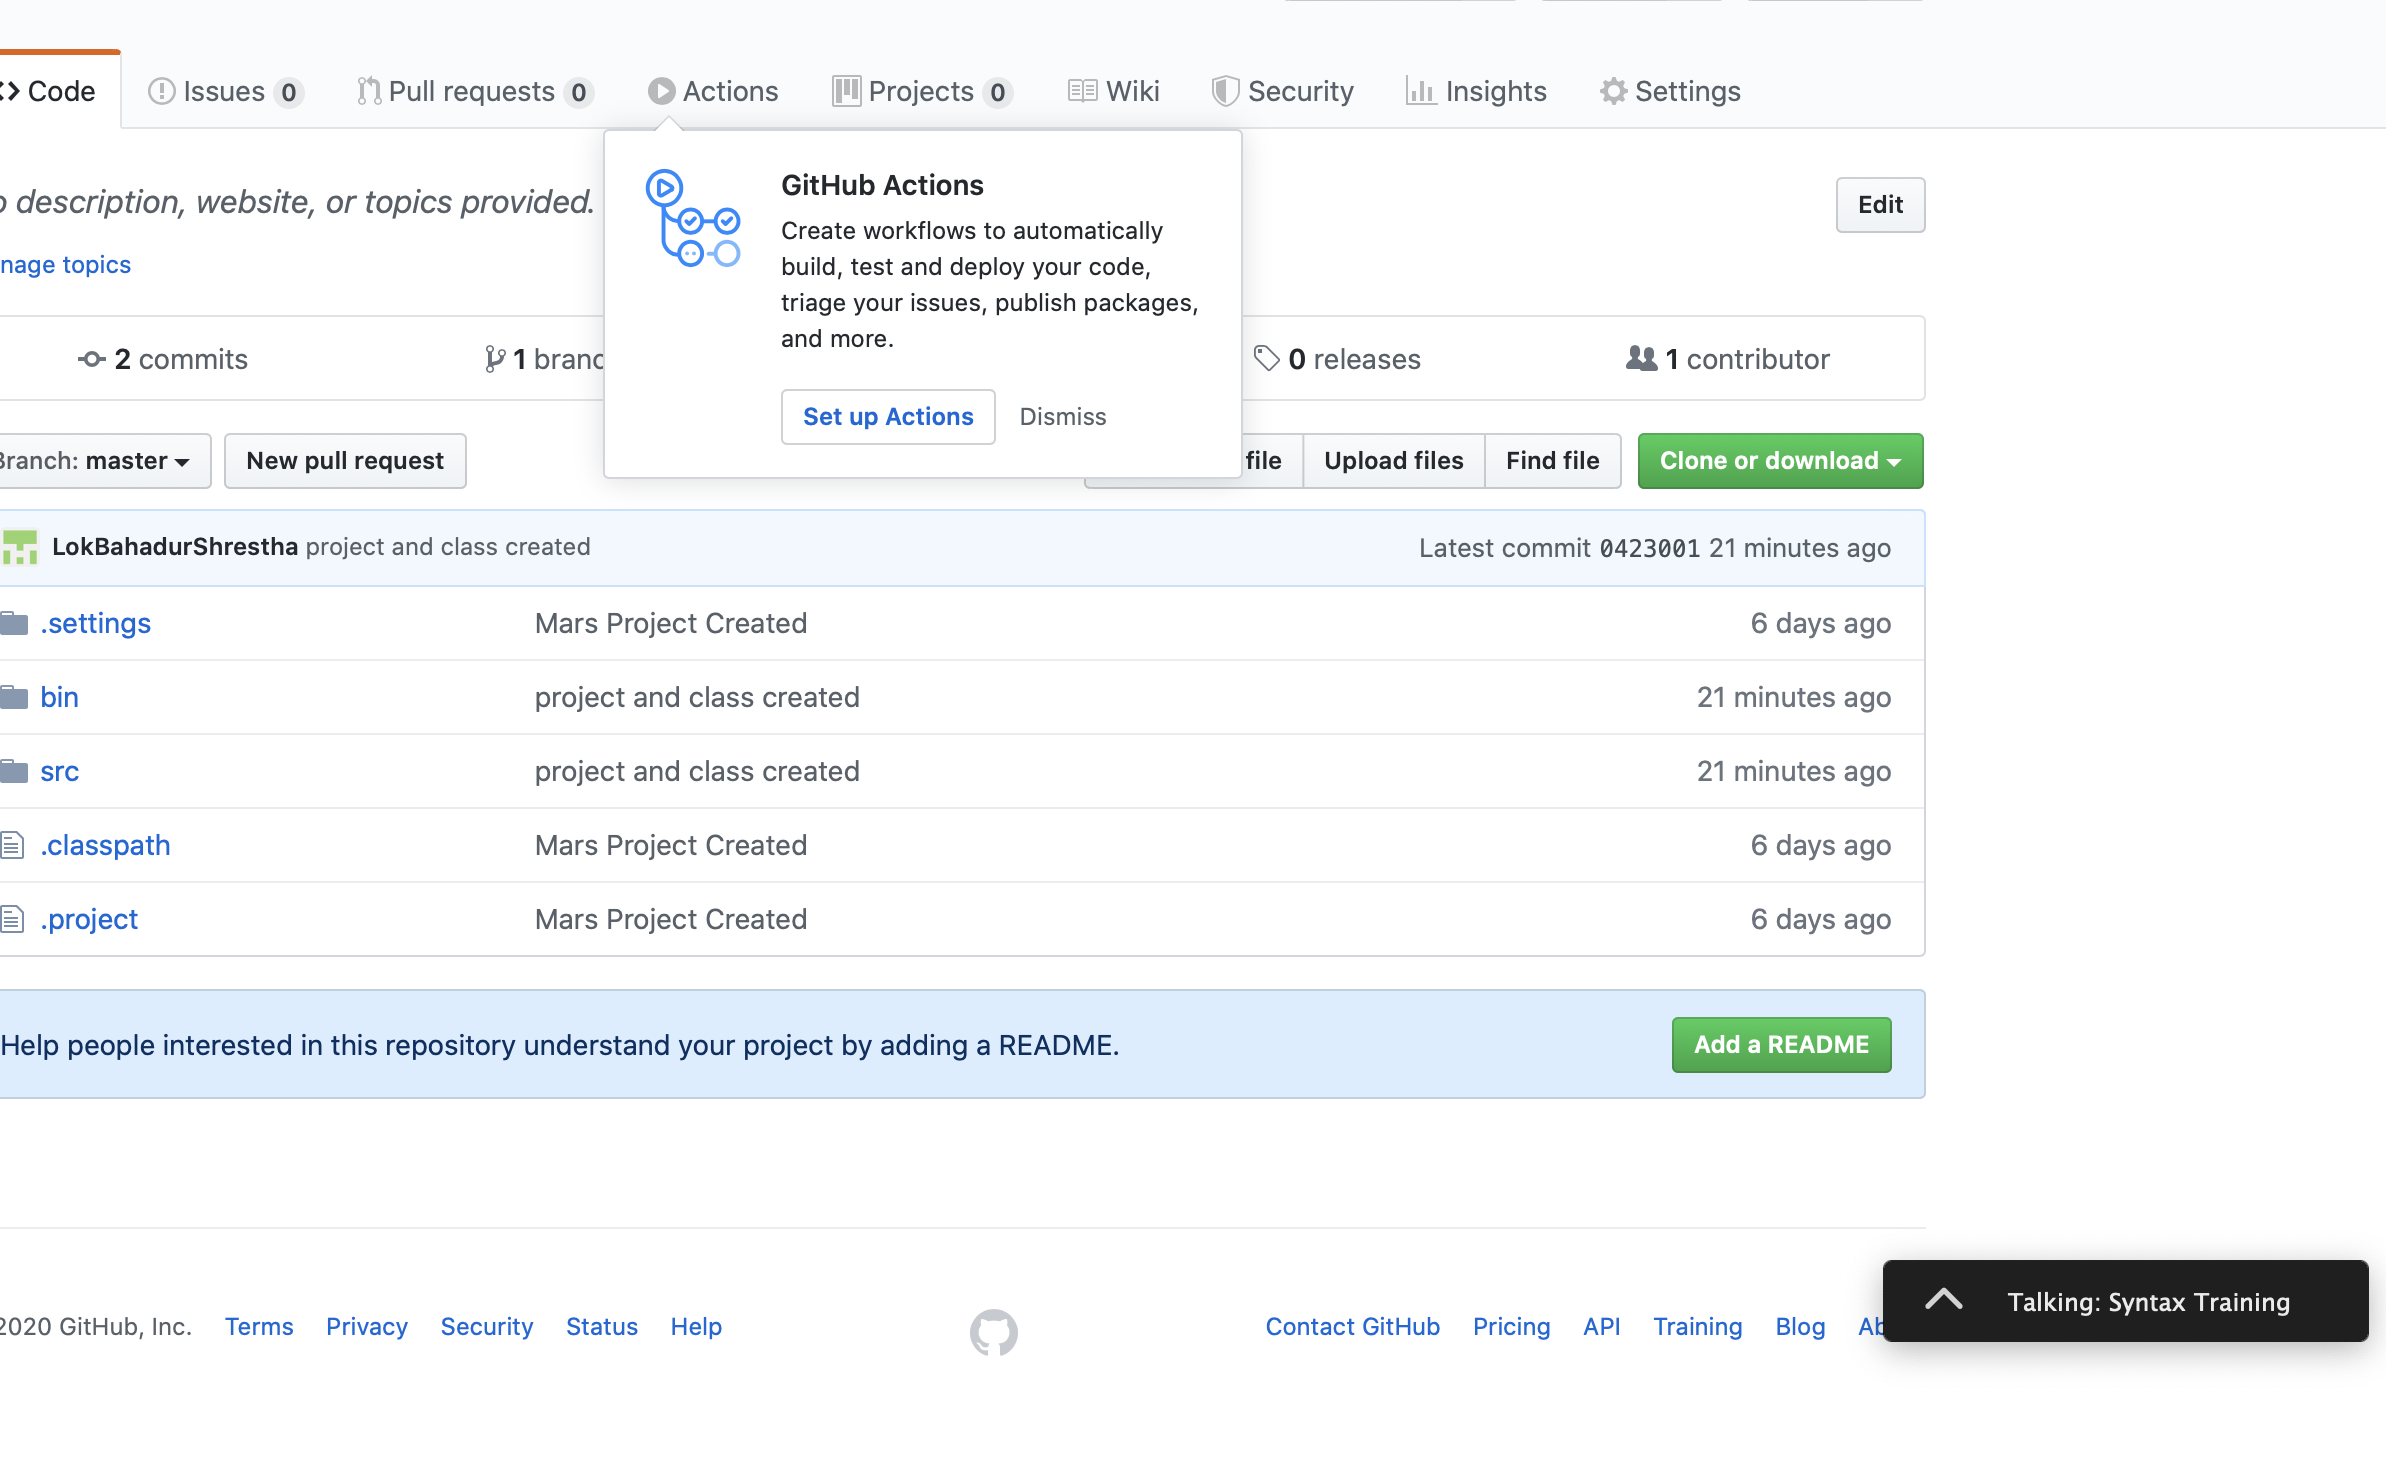 Code Issues 0 Pull requests 0 Actions Projects 0 Wiki Security Insights Settings
description, website, or topics provided.
Edit
topics
GitHub Actions
Create workflows to automatically
build, test and deploy your code,
triage your issues, publish packages,
and more.
Set up Actions Dismiss
2 commits 1 0 releases 1 contributor
master New pull request file Upload files Find file Clone or download
LokBahadurShrestha project and class created Latest commit 0423001 21 minutes ago
.settings Mars Project Created 6 days ago
bin project and class created 21 minutes ago
src project and class created 21 minutes ago
.classpath Mars Project Created 6 days ago
.project Mars Project Created 6 days ago
Help people interested in this repository understand your project by adding a README. Add a README
2020 GitHub, Inc. Terms Privacy Security Status Help Contact GitHub Pricing API Training Blog
Talking: Syntax Training